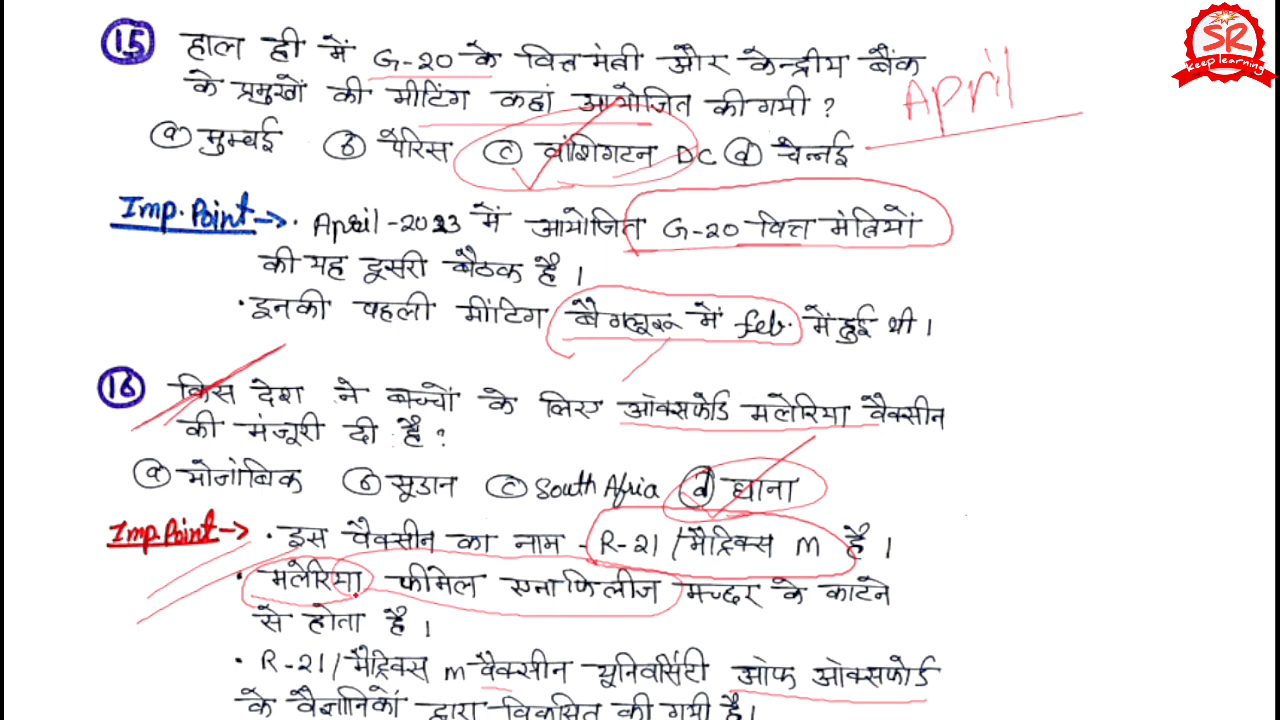 SR
Keep learning
April
15 हाल ही में G-20 के वित्त मंत्री और केन्द्रीय बैंक
के प्रमुखों की मीटिंग कहां आयोजित की गयी ?
(a) मुम्बई (b) पेरिस (c) वांशिगटन DC (d) चेन्नई
Imp. Point → • April-2023 में आयोजित G-20 वित्त मंत्रियों
की यह दूसरी बैठक है।
• इनकी पहली मींटिग बैंगलूरू में feb. में हुई थी।
16 किस देश ने बच्चों के लिए ऑक्सफोर्ड मलेरिया वैक्सीन
की मंजूरी दी है ?
(a) मोजांबिक (b) सूडान (c) South Africa (d) घाना
Imp. Point → • इस वैक्सीन का नाम - R-21/मैट्रिक्स M है।
• मलेरिया फीमेल एनाफिलीज मच्छर के काटने
से होता है।
• R-21/मैट्रिक्स M वैक्सीन यूनिवर्सिटी ऑफ ऑक्सफोर्ड
के वैज्ञानिकों द्वारा विकसित की गयी है।